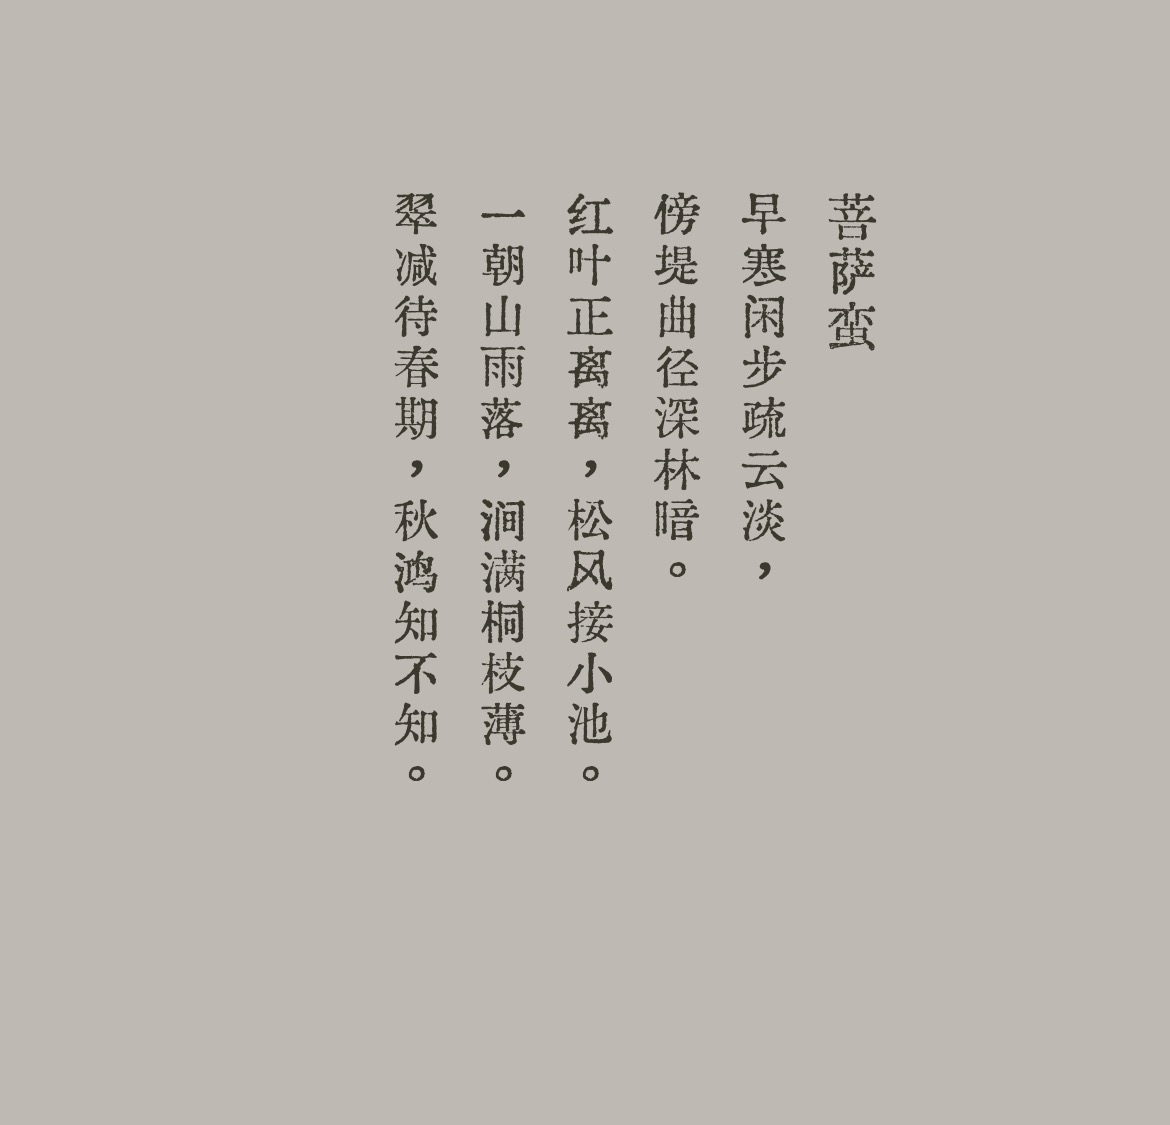 菩萨蛮
早寒闲步疏云淡，
傍堤曲径深林暗。
红叶正离离，松风接小池。
一朝山雨落，涧满桐枝薄。
翠减待春期，秋鸿知不知。